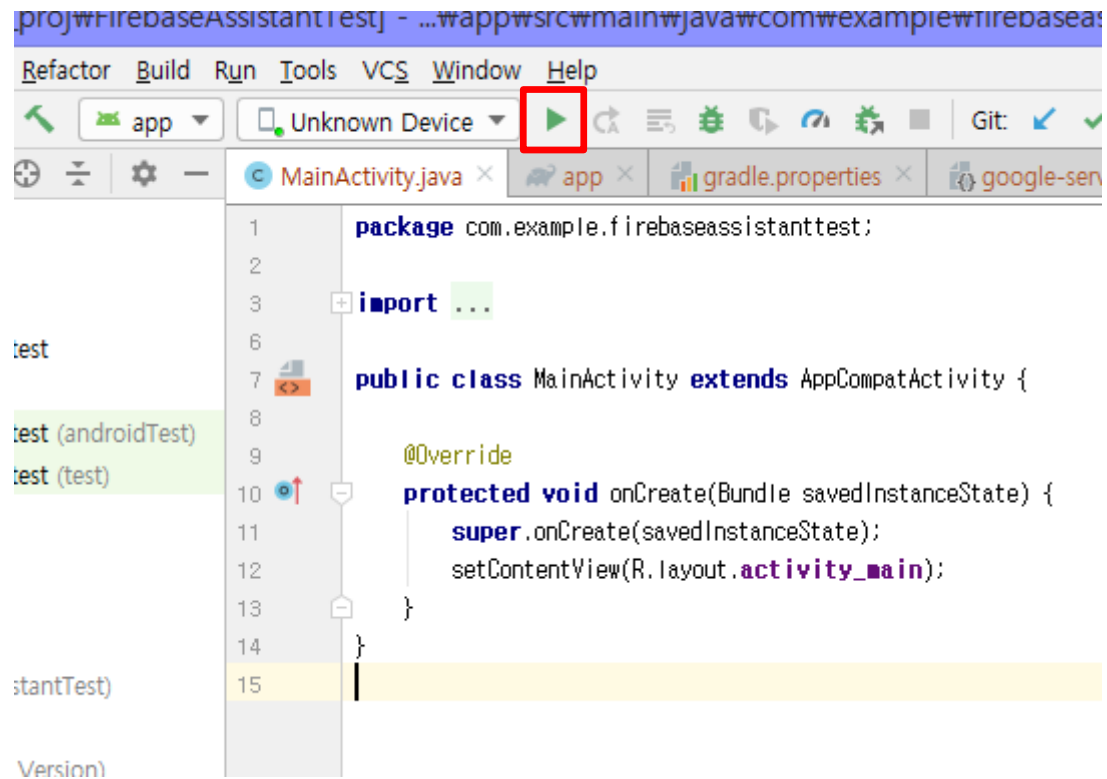 proj₩FirebaseAssistantTest] - ...₩app₩src₩main₩java₩com₩example₩firebaseas
Refactor Build Run Tools VCS Window Help
app Unknown Device Git:
MainActivity.java app gradle.properties google-serv
1 package com.example.firebaseassistanttest;
2
3 import ...
6
test
7 public class MainActivity extends AppCompatActivity {
8
test (androidTest)
9 @Override
test (test)
10 protected void onCreate(Bundle savedInstanceState) {
11 super.onCreate(savedInstanceState);
12 setContentView(R.layout.activity_main);
13 }
14 }
stantTest) 15
Version)